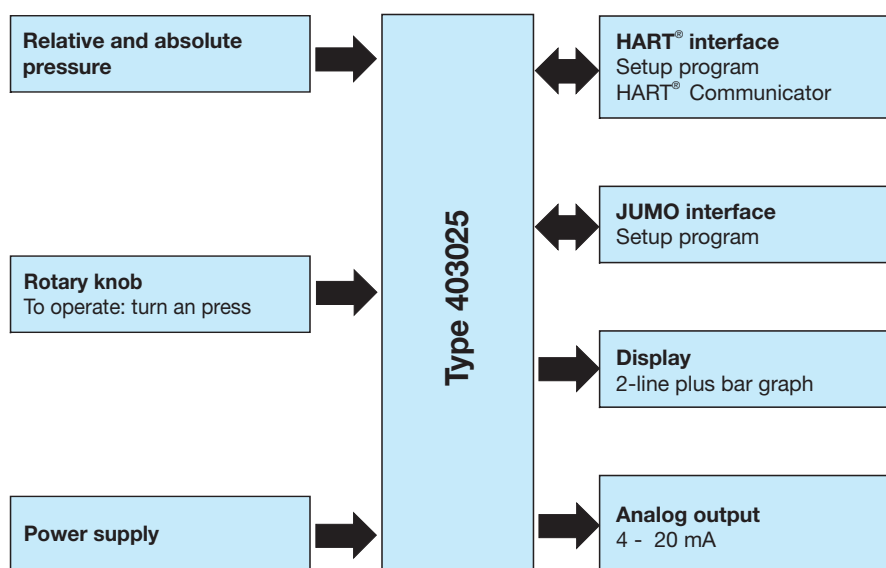 Relative and absolute
pressure
Rotary knob
To operate: turn an press
Power supply
Type 403025
HART® interface
Setup program
HART® Communicator
JUMO interface
Setup program
Display
2-line plus bar graph
Analog output
4 - 20 mA